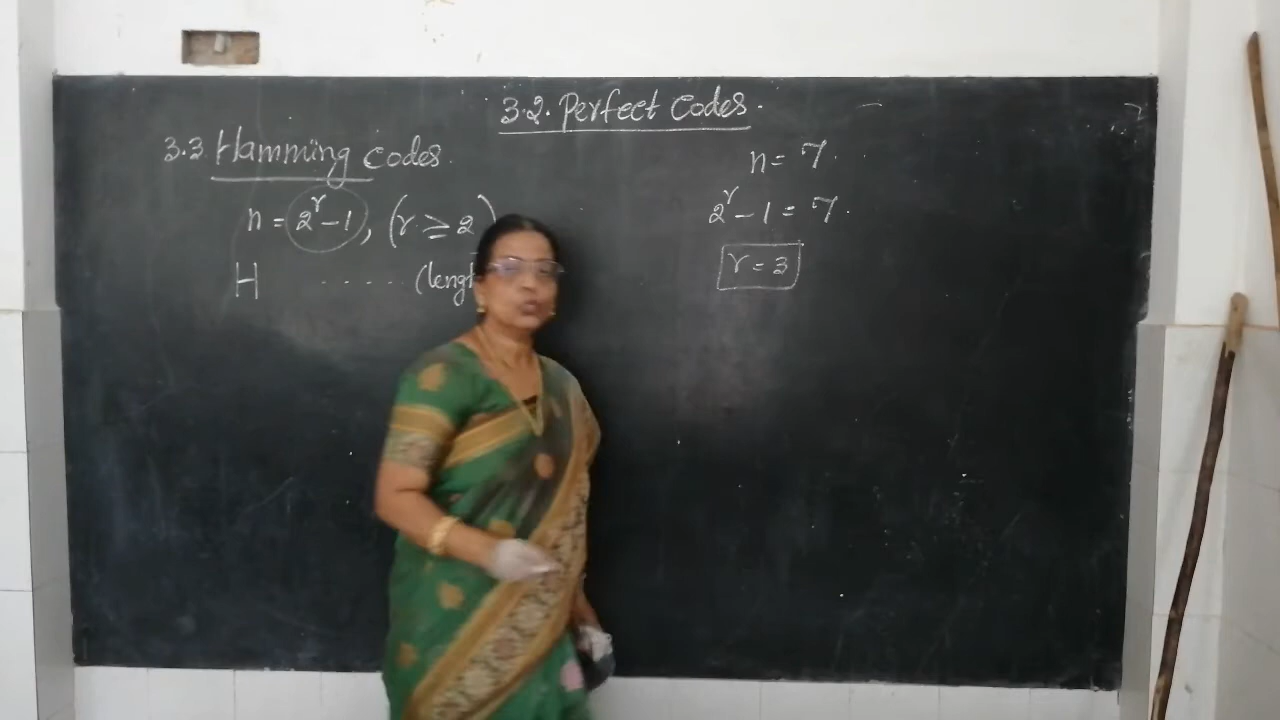 3.2. Perfect Codes.
3.3 Hamming Codes.
n = 2^r - 1, (r ≥ 2)
H ..... (lengt
n = 7.
2^r - 1 = 7.
r = 3